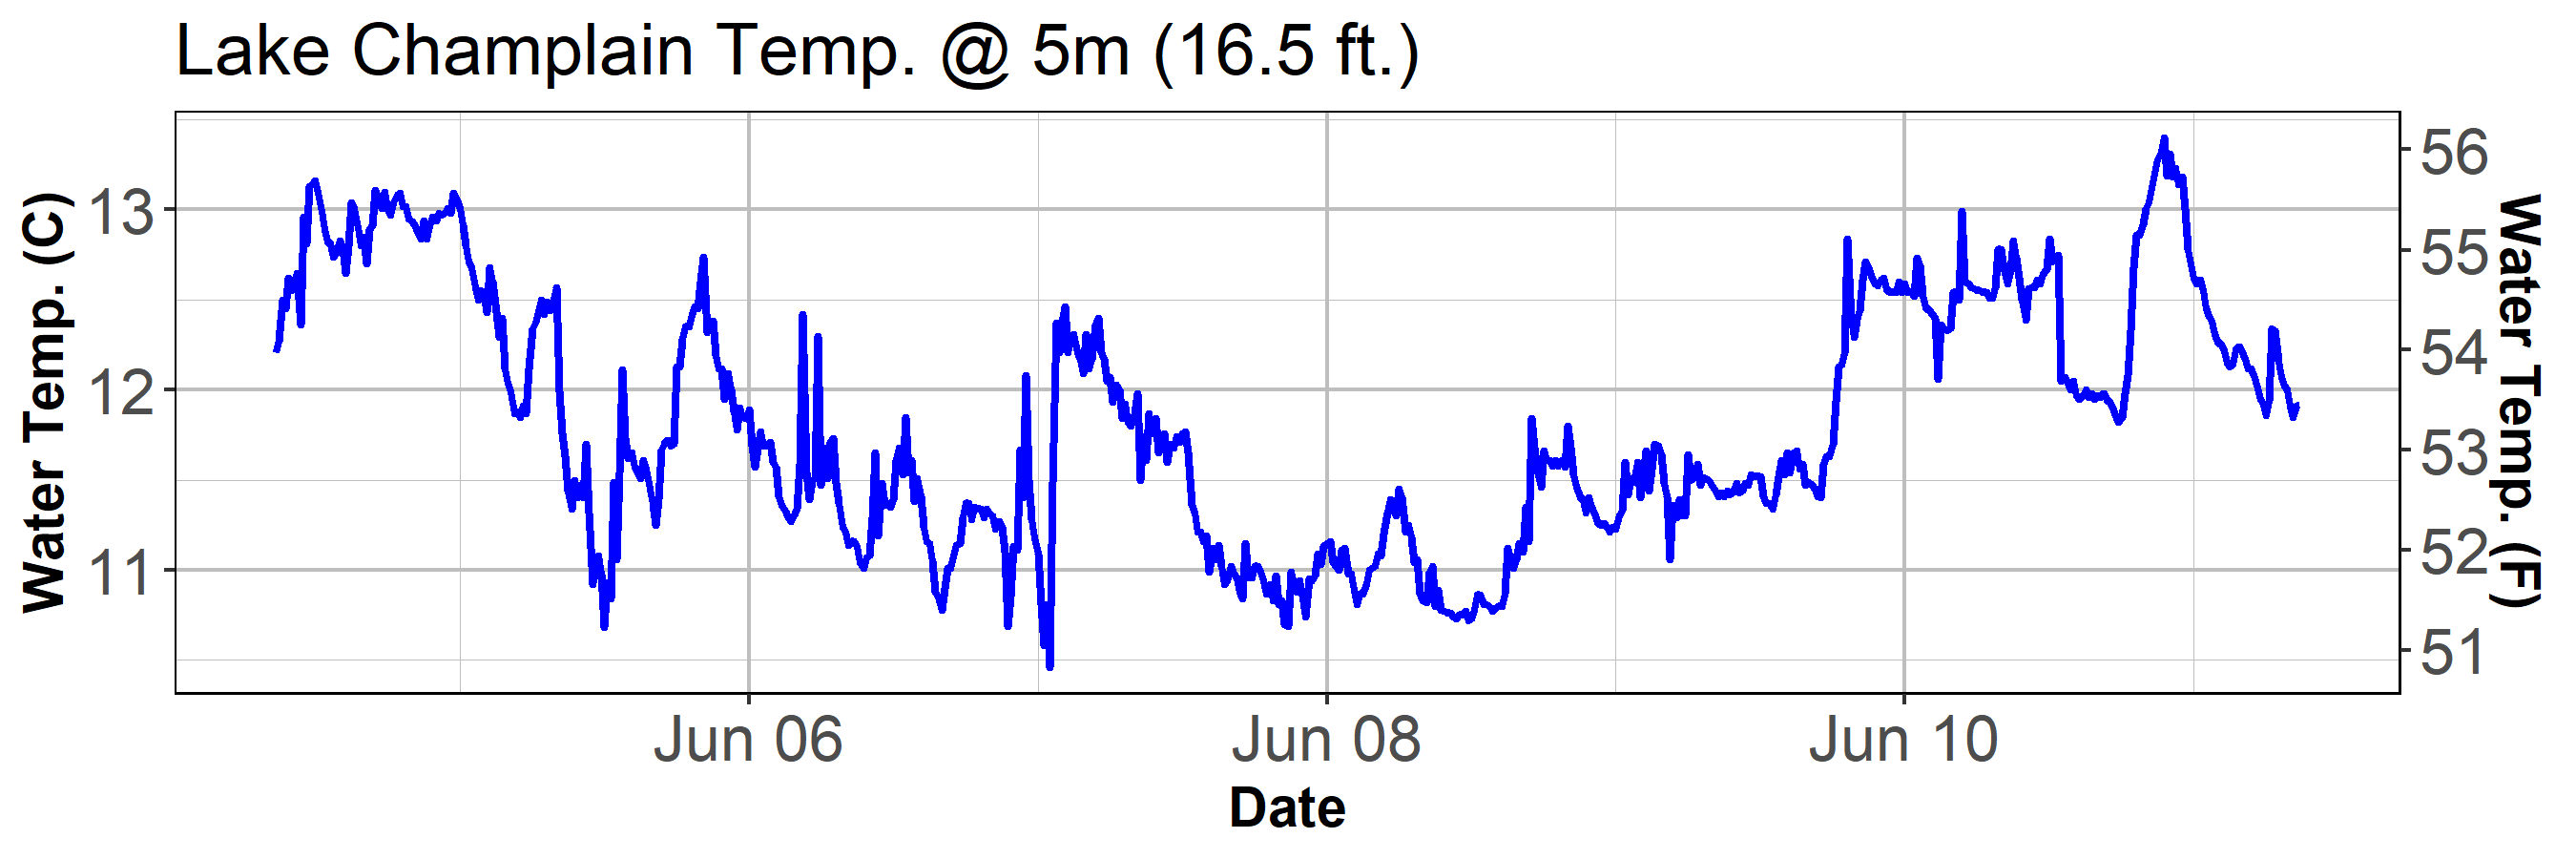 Lake Champlain Temp. @ 5m (16.5 ft.)
Water Temp. (C)
13
12
11
56
55
54
53
52
51
Water Temp. (F)
Jun 06 Jun 08 Jun 10
Date